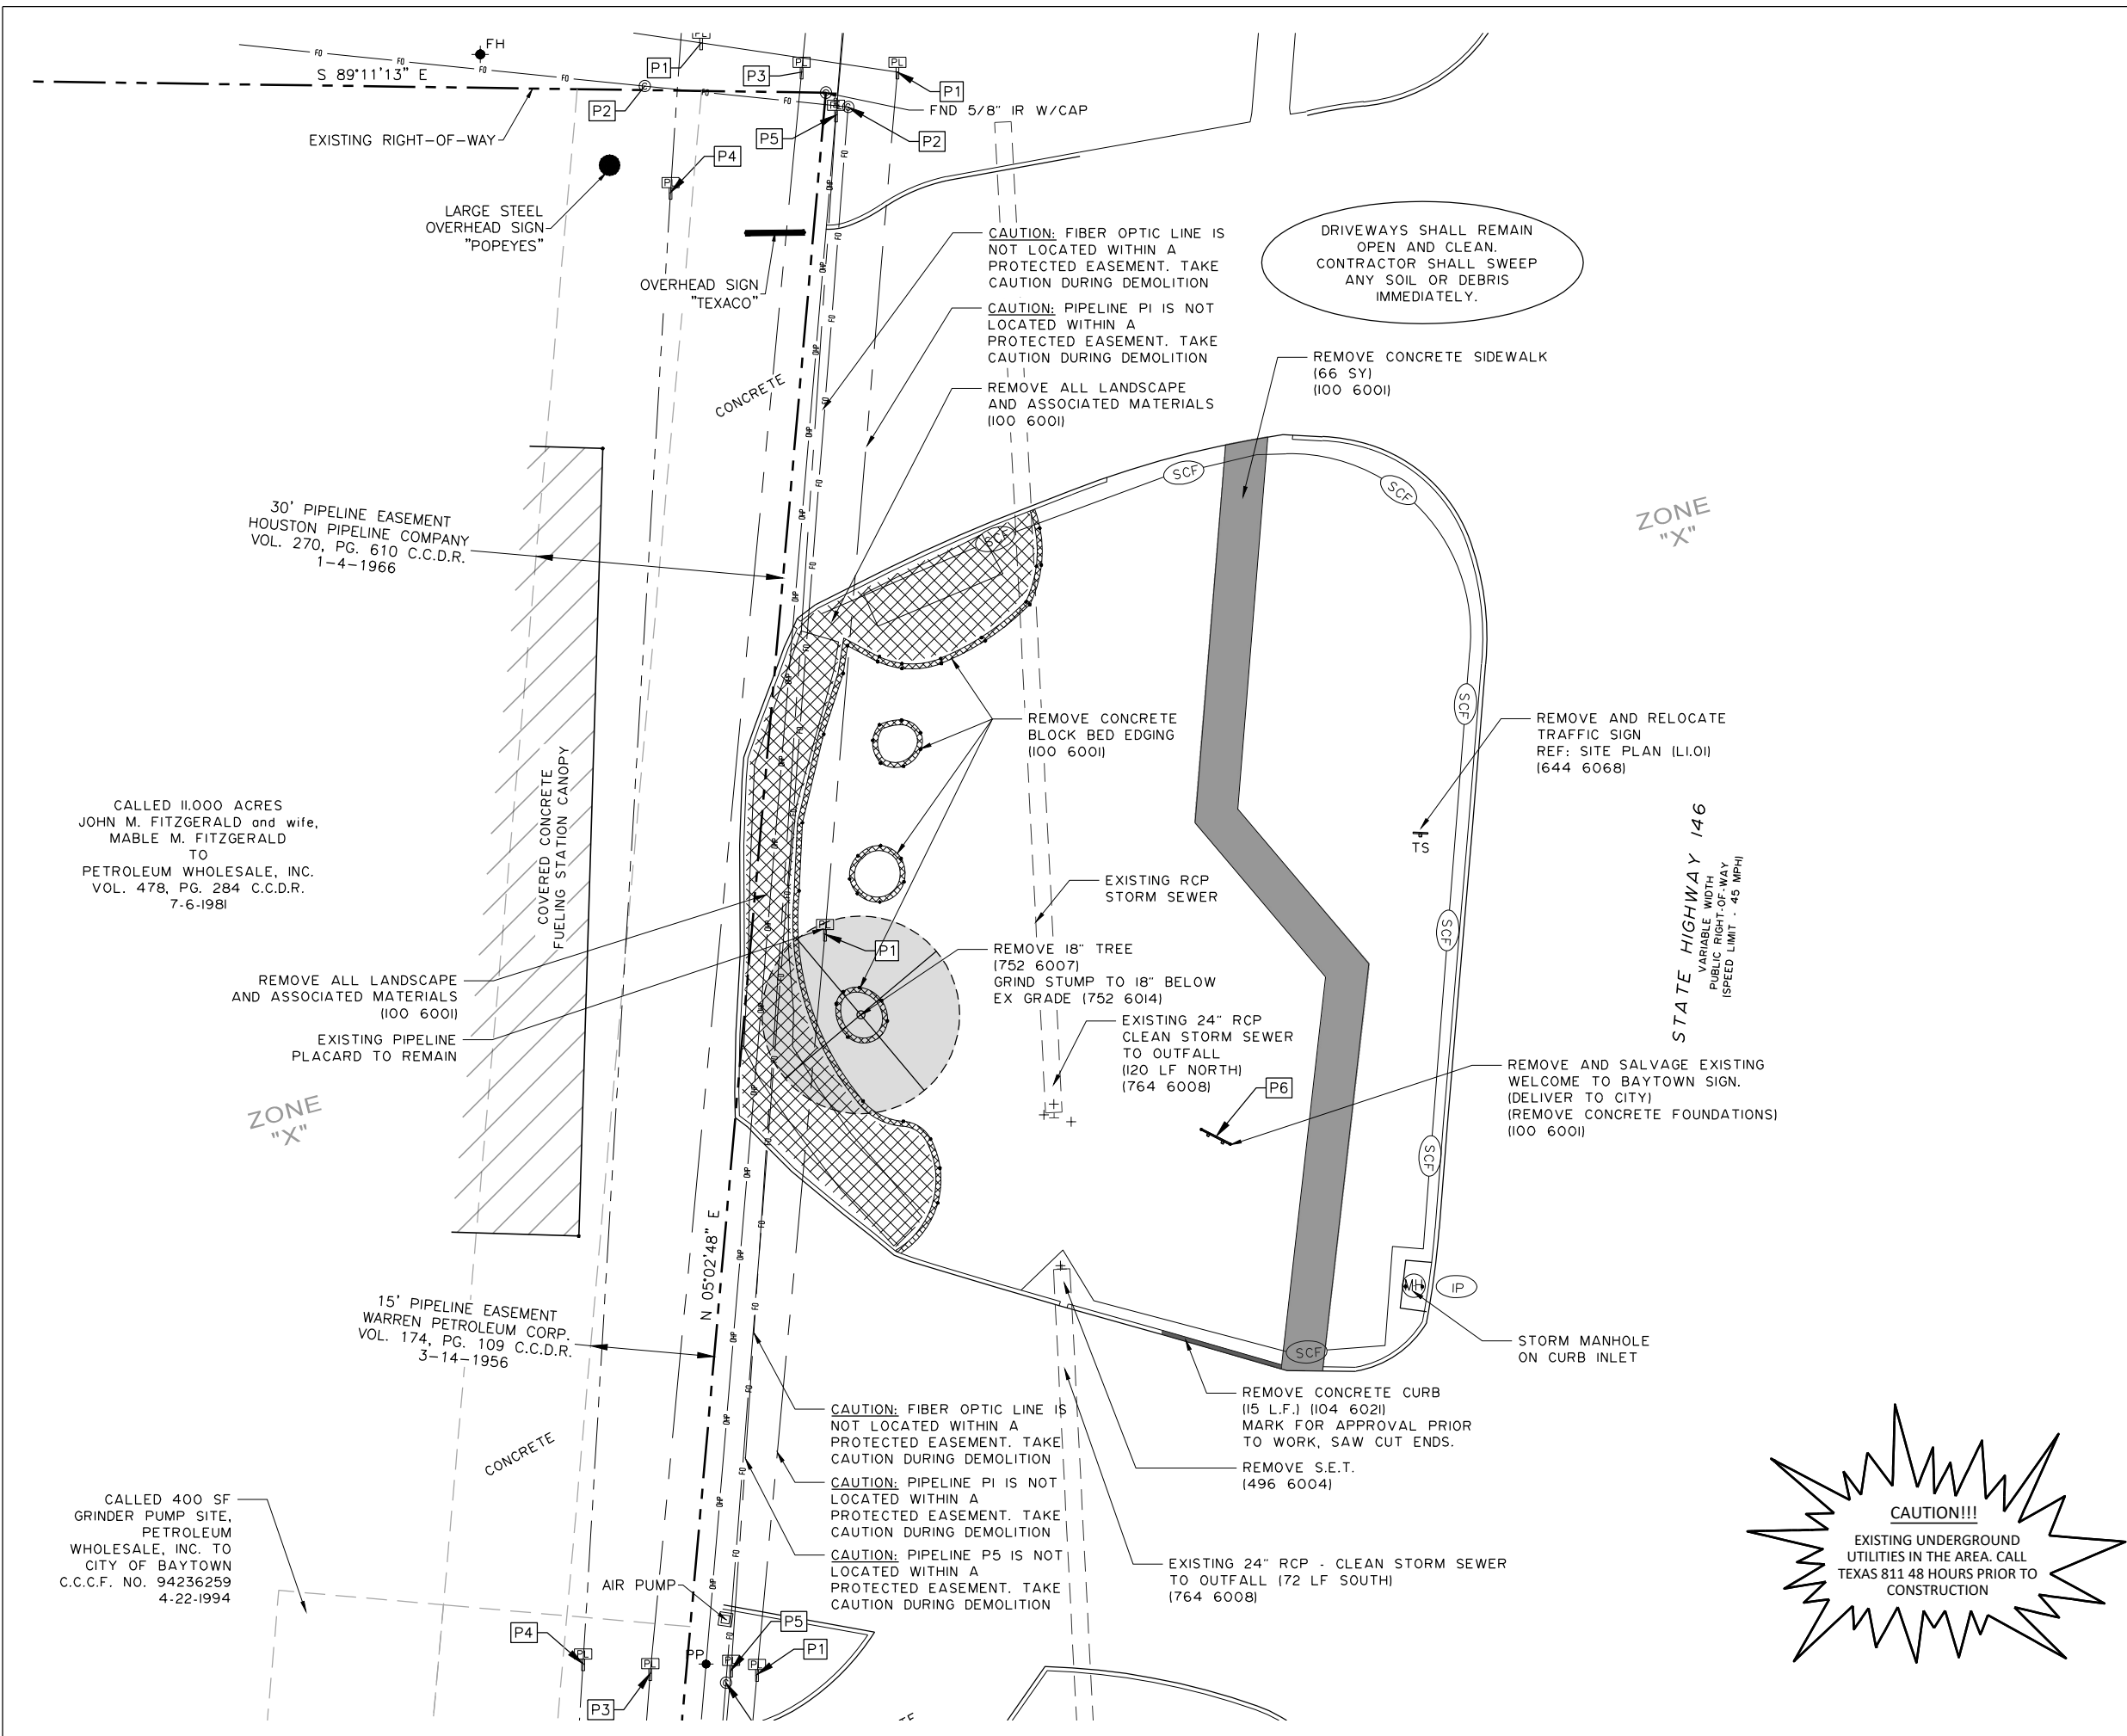 FH
S 89°11'13" E
P1
P3
PL
PL
PL
P1
P2
FND 5/8" IR W/CAP
P5
P2
EXISTING RIGHT-OF-WAY
P4
PL
LARGE STEEL
OVERHEAD SIGN
"POPEYES"
OVERHEAD SIGN
"TEXACO"
CAUTION: FIBER OPTIC LINE IS
NOT LOCATED WITHIN A
PROTECTED EASEMENT. TAKE
CAUTION DURING DEMOLITION
DRIVEWAYS SHALL REMAIN
OPEN AND CLEAN.
CONTRACTOR SHALL SWEEP
ANY SOIL OR DEBRIS
IMMEDIATELY.
CAUTION: PIPELINE P1 IS NOT
LOCATED WITHIN A
PROTECTED EASEMENT. TAKE
CAUTION DURING DEMOLITION
REMOVE CONCRETE SIDEWALK
(66 SY)
(100 6001)
CONCRETE
REMOVE ALL LANDSCAPE
AND ASSOCIATED MATERIALS
(100 6001)
SCF
SCF
SCF
ZONE
"X"
30' PIPELINE EASEMENT
HOUSTON PIPELINE COMPANY
VOL. 270, PG. 610 C.C.D.R.
1-4-1966
SCF
REMOVE CONCRETE
BLOCK BED EDGING
(100 6001)
REMOVE AND RELOCATE
TRAFFIC SIGN
REF: SITE PLAN (L1.01)
(644 6068)
TS
COVERED CONCRETE
FUELING STATION CANOPY
CALLED 11.000 ACRES
JOHN M. FITZGERALD and wife,
MABLE M. FITZGERALD
TO
PETROLEUM WHOLESALE, INC.
VOL. 478, PG. 284 C.C.D.R.
7-6-1981
STATE HIGHWAY 146
VARIABLE WIDTH
PUBLIC RIGHT-OF-WAY
(SPEED LIMIT - 45 MPH)
EXISTING RCP
STORM SEWER
SCF
PL
P1
REMOVE 18" TREE
(752 6007)
GRIND STUMP TO 18" BELOW
EX GRADE (752 6014)
REMOVE ALL LANDSCAPE
AND ASSOCIATED MATERIALS
(100 6001)
EXISTING PIPELINE
PLACARD TO REMAIN
EXISTING 24" RCP
CLEAN STORM SEWER
TO OUTFALL
(120 LF NORTH)
(764 6008)
P6
REMOVE AND SALVAGE EXISTING
WELCOME TO BAYTOWN SIGN.
(DELIVER TO CITY)
(REMOVE CONCRETE FOUNDATIONS)
(100 6001)
ZONE
"X"
SCF
N 05°02'48" E
MH
IP
15' PIPELINE EASEMENT
WARREN PETROLEUM CORP.
VOL. 174, PG. 109 C.C.D.R.
3-14-1956
STORM MANHOLE
ON CURB INLET
SCF
REMOVE CONCRETE CURB
(15 L.F.) (104 6021)
MARK FOR APPROVAL PRIOR
TO WORK, SAW CUT ENDS.
REMOVE S.E.T.
(496 6004)
CAUTION: FIBER OPTIC LINE IS
NOT LOCATED WITHIN A
PROTECTED EASEMENT. TAKE
CAUTION DURING DEMOLITION
CAUTION: PIPELINE P1 IS NOT
LOCATED WITHIN A
PROTECTED EASEMENT. TAKE
CAUTION DURING DEMOLITION
CAUTION: PIPELINE P5 IS NOT
LOCATED WITHIN A
PROTECTED EASEMENT. TAKE
CAUTION DURING DEMOLITION
CONCRETE
EXISTING 24" RCP - CLEAN STORM SEWER
TO OUTFALL (72 LF SOUTH)
(764 6008)
CAUTION!!!
EXISTING UNDERGROUND
UTILITIES IN THE AREA. CALL
TEXAS 811 48 HOURS PRIOR TO
CONSTRUCTION
CALLED 400 SF
GRINDER PUMP SITE,
PETROLEUM
WHOLESALE, INC. TO
CITY OF BAYTOWN
C.C.C.F. NO. 94236259
4-22-1994
AIR PUMP
P4
PL
PL
P3
PP
P5
PL
PL
P1